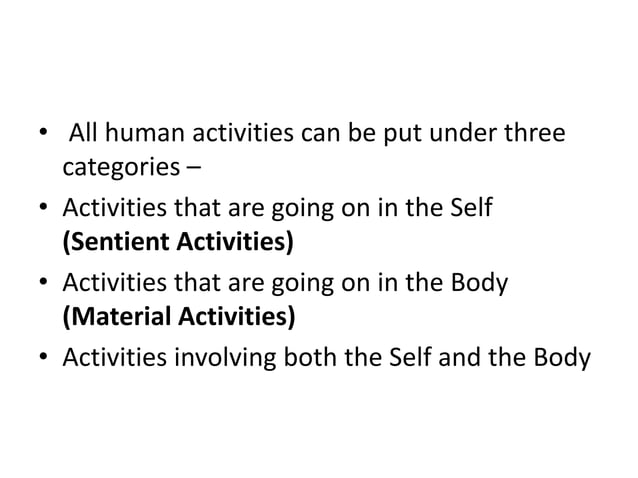 • All human activities can be put under three
categories –
• Activities that are going on in the Self
(Sentient Activities)
• Activities that are going on in the Body
(Material Activities)
• Activities involving both the Self and the Body